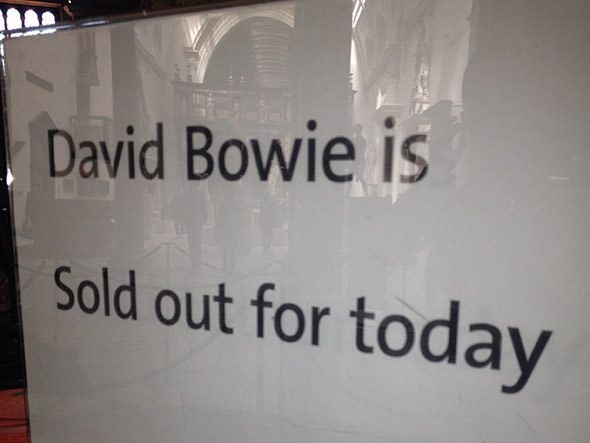 David Bowie is
Sold out for today